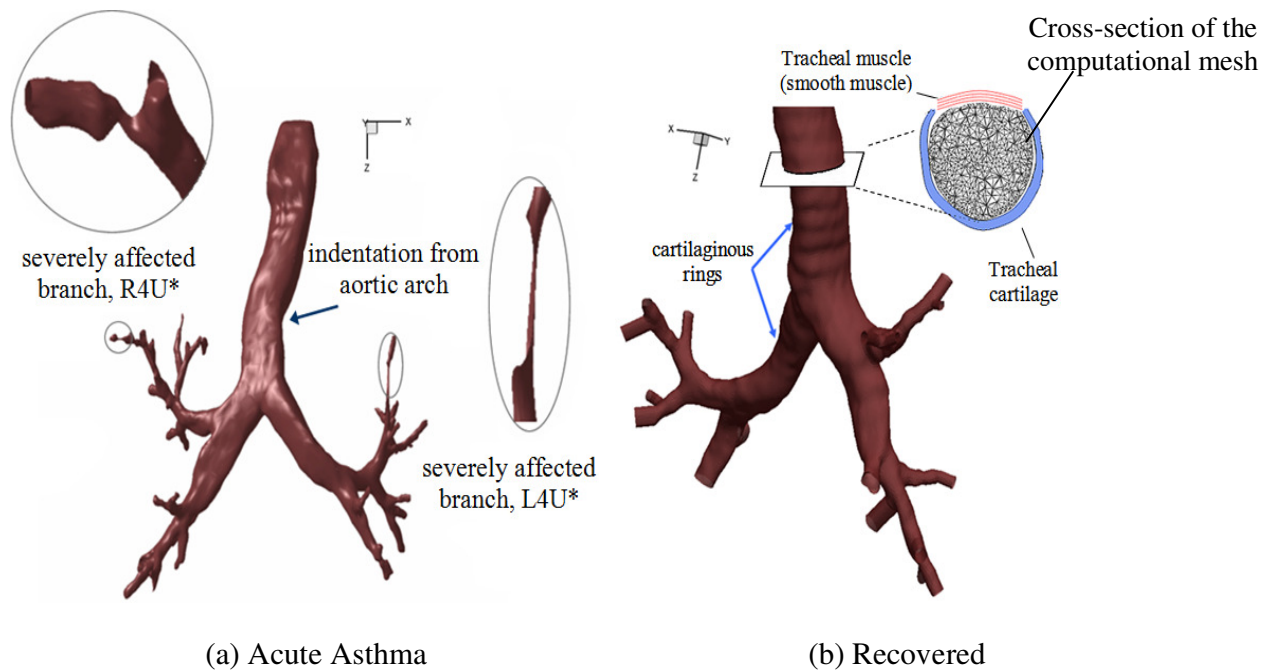 Cross-section of the
computational mesh
Tracheal muscle
(smooth muscle)
Y
X
Z
X
Y
Z
severely affected
branch, R4U*
indentation from
aortic arch
cartilaginous
rings
Tracheal
cartilage
severely affected
branch, L4U*
(a) Acute Asthma
(b) Recovered